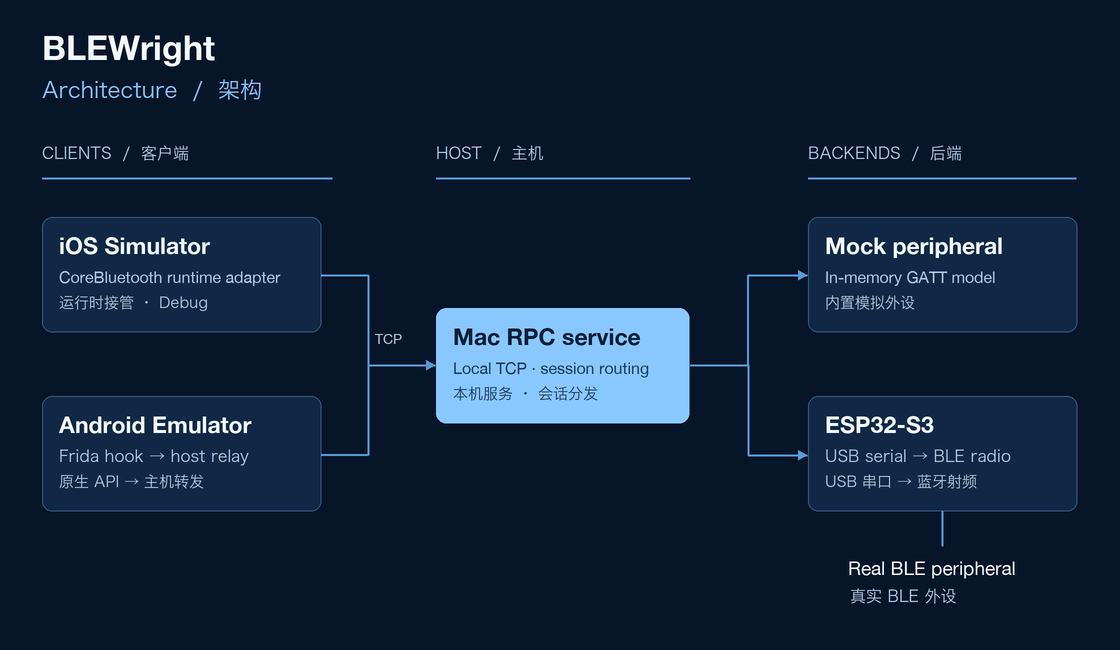 BLEWright
Architecture / 架构
CLIENTS / 客户端
iOS Simulator
CoreBluetooth runtime adapter
运行时接管 · Debug
Android Emulator
Frida hook → host relay
原生 API → 主机转发
TCP
HOST / 主机
Mac RPC service
Local TCP · session routing
本机服务 · 会话分发
BACKENDS / 后端
Mock peripheral
In-memory GATT model
内置模拟外设
ESP32-S3
USB serial → BLE radio
USB 串口 → 蓝牙射频
Real BLE peripheral
真实 BLE 外设